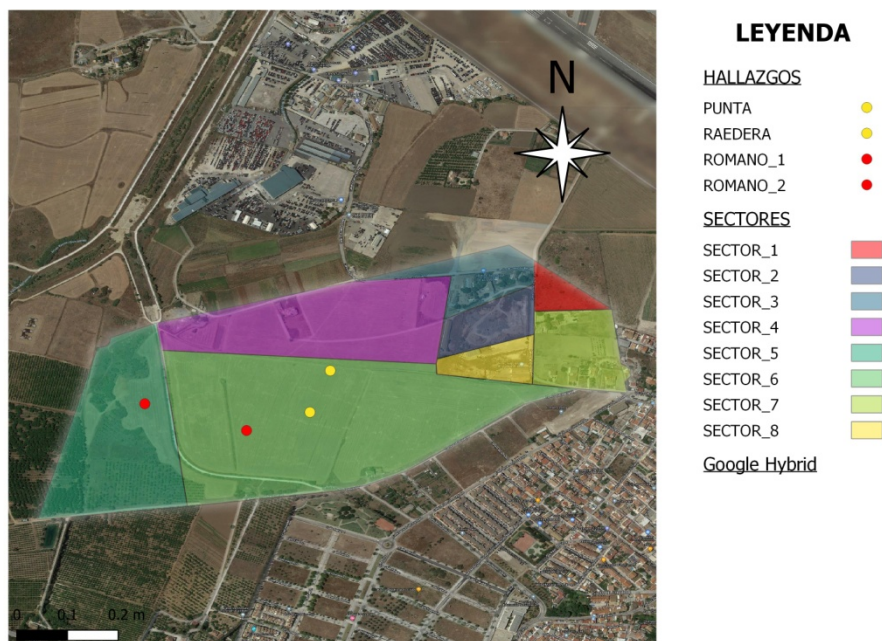 N
0 0.1 0.2 m
LEYENDA
HALLAZGOS
PUNTA
RAEDERA
ROMANO_1
ROMANO_2
SECTORES
SECTOR_1
SECTOR_2
SECTOR_3
SECTOR_4
SECTOR_5
SECTOR_6
SECTOR_7
SECTOR_8
Google Hybrid